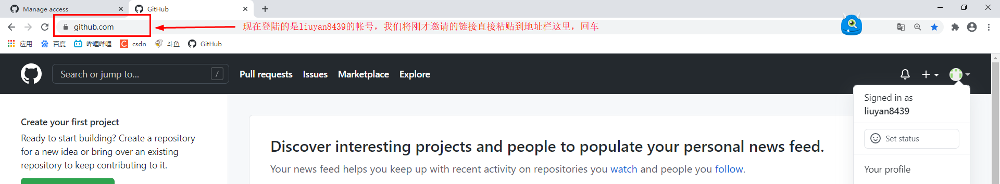 Manage access
GitHub
github.com
现在登陆的是liuyan8439的帐号，我们将刚才邀请的链接直接粘贴到地址栏这里，回车
应用
百度
哔哩哔哩
csdn
斗鱼
GitHub
Search or jump to...
/
Pull requests
Issues
Marketplace
Explore
Signed in as
liuyan8439
Set status
Your profile
Create your first project
Ready to start building? Create a repository
for a new idea or bring over an existing
repository to keep contributing to it.
Discover interesting projects and people to populate your personal news feed.
Your news feed helps you keep up with recent activity on repositories you watch and people you follow.